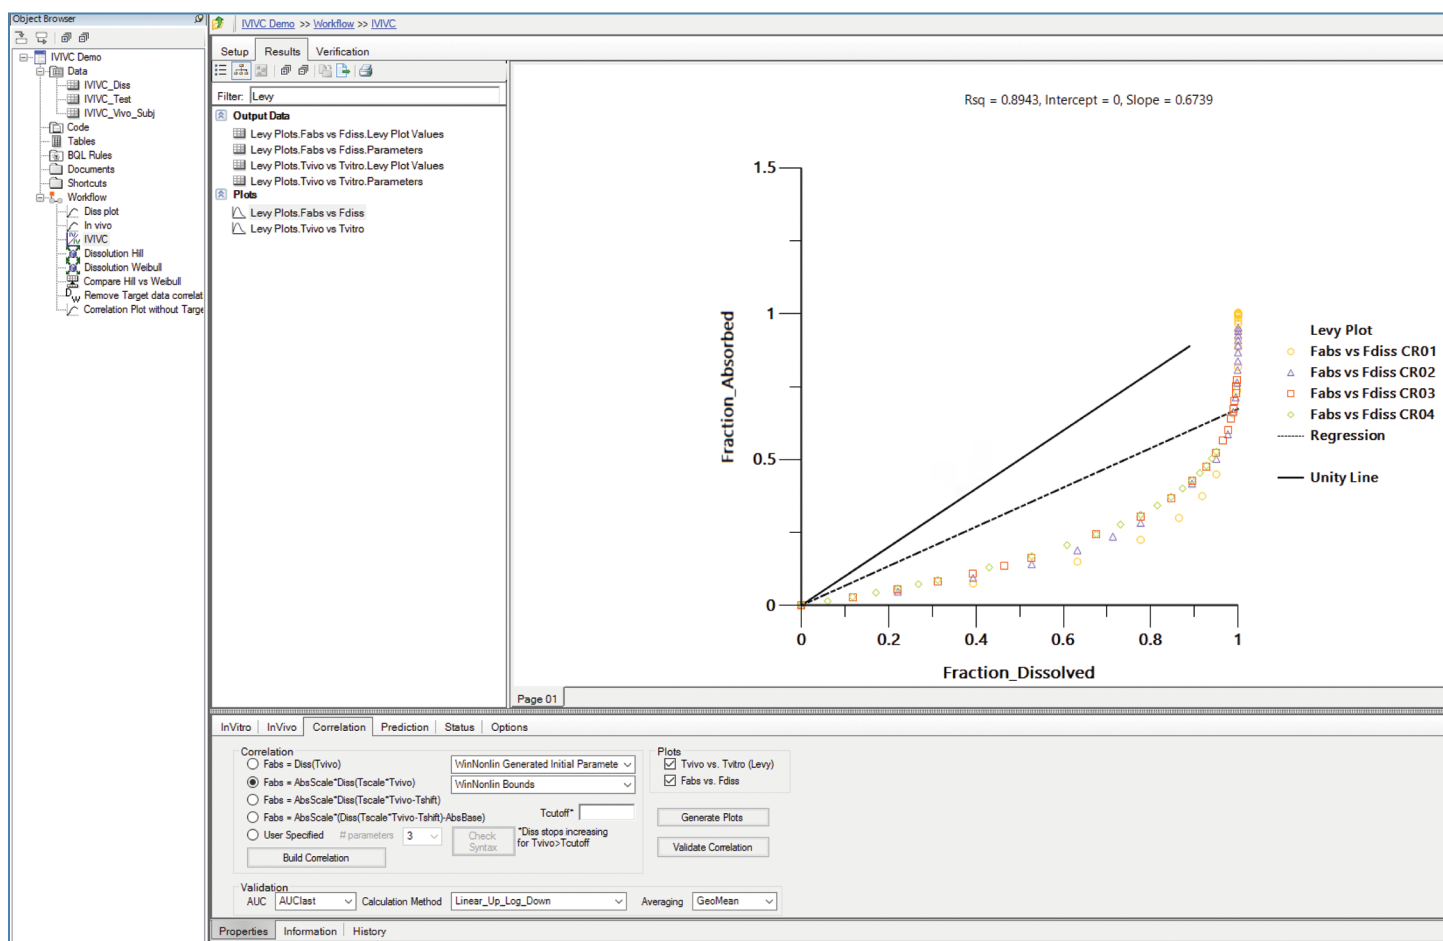 Object Browser
IVIVC Demo
Data
IVIVC_Diss
IVIVC_Test
IVIVC_Vivo_Subj
Code
Tables
BQL Rules
Documents
Shortcuts
Workflow
Diss plot
In vivo
IVIVC
Dissolution Hill
Dissolution Weibull
Compare Hill vs Weibull
Remove Target data correlat
Correlation Plot without Targe
IVIVC Demo >> Workflow >> IVIVC
Setup Results Verification
Filter: Levy
Output Data
Levy Plots.Fabs vs Fdiss.Levy Plot Values
Levy Plots.Fabs vs Fdiss.Parameters
Levy Plots.Tvivo vs Tvitro.Levy Plot Values
Levy Plots.Tvivo vs Tvitro.Parameters
Plots
Levy Plots.Fabs vs Fdiss
Levy Plots.Tvivo vs Tvitro
Rsq = 0.8943, Intercept = 0, Slope = 0.6739
1.5
1
0.5
0
Fraction_Absorbed
0 0.2 0.4 0.6 0.8 1
Fraction_Dissolved
Levy Plot
Fabs vs Fdiss CR01
Fabs vs Fdiss CR02
Fabs vs Fdiss CR03
Fabs vs Fdiss CR04
Regression
Unity Line
Page 01
InVitro InVivo Correlation Prediction Status Options
Correlation
Fabs = Diss(Tvivo)
Fabs = AbsScale*Diss(Tscale*Tvivo)
Fabs = AbsScale*Diss(Tscale*Tvivo-Tshift)
Fabs = AbsScale*(Diss(Tscale*Tvivo-Tshift)-AbsBase)
User Specified # parameters 3
Build Correlation
WinNonlin Generated Initial Paramete
WinNonlin Bounds
Tcutoff*
Check
Syntax
*Diss stops increasing
for Tvivo>Tcutoff
Plots
Tvivo vs. Tvitro (Levy)
Fabs vs. Fdiss
Generate Plots
Validate Correlation
Validation
AUC AUClast Calculation Method Linear_Up_Log_Down Averaging GeoMean
Properties Information History